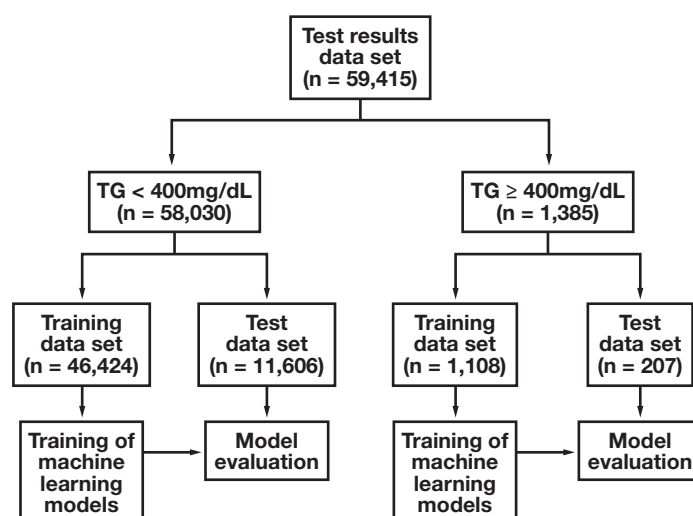 Test results
data set
(n = 59,415)
TG < 400mg/dL
(n = 58,030)
TG ≥ 400mg/dL
(n = 1,385)
Training
data set
(n = 46,424)
Test
data set
(n = 11,606)
Training
data set
(n = 1,108)
Test
data set
(n = 207)
Training of
machine
learning
models
Model
evaluation
Training of
machine
learning
models
Model
evaluation